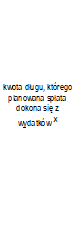 kwota długu, którego
planowana spłata
dokona się z
wydatków x